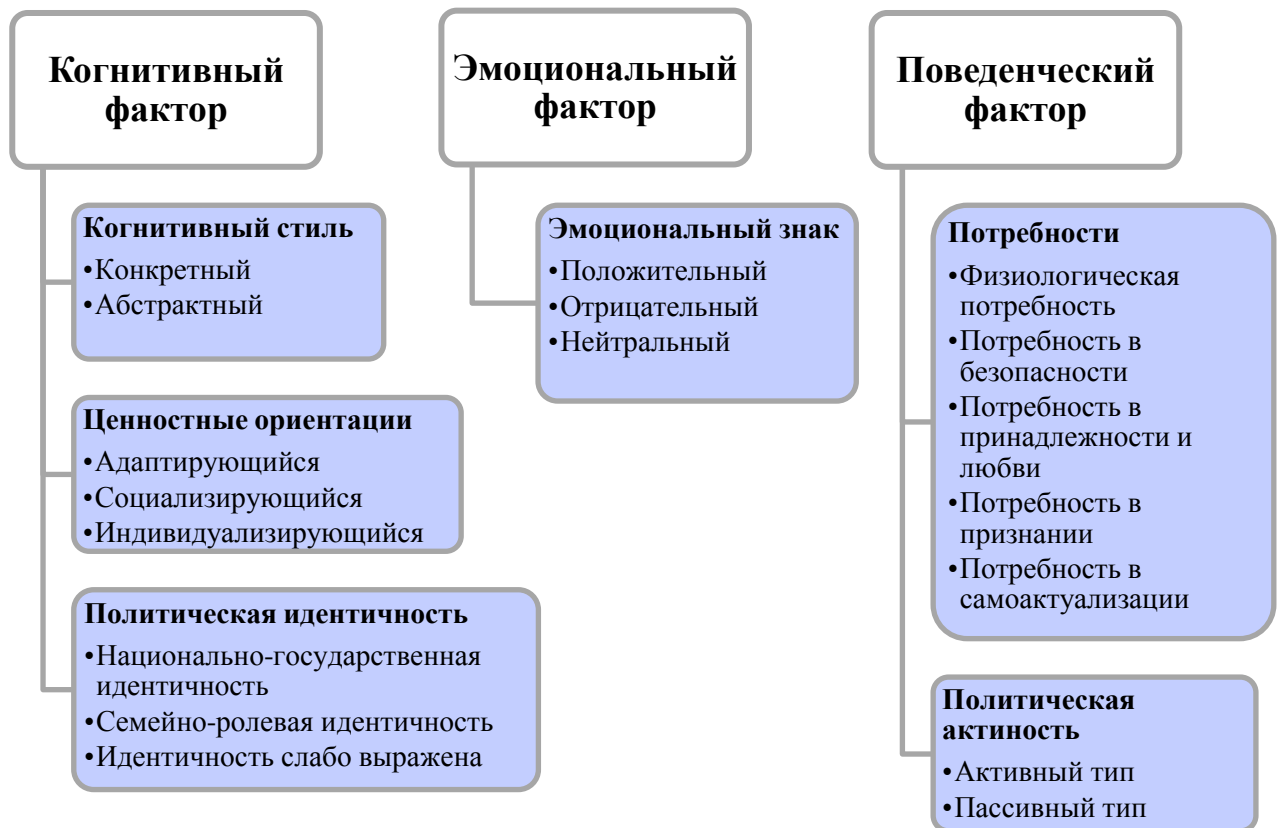 Когнитивный
фактор
Когнитивный стиль
•Конкретный
•Абстрактный
Ценностные ориентации
•Адаптирующийся
•Социализирующийся
•Индивидуализирующийся
Политическая идентичность
•Национально-государственная
идентичность
•Семейно-ролевая идентичность
•Идентичность слабо выражена
Эмоциональный
фактор
Эмоциональный знак
•Положительный
•Отрицательный
•Нейтральный
Поведенческий
фактор
Потребности
•Физиологическая
потребность
•Потребность в
безопасности
•Потребность в
принадлежности и
любви
•Потребность в
признании
•Потребность в
самоактуализации
Политическая
актиность
•Активный тип
•Пассивный тип